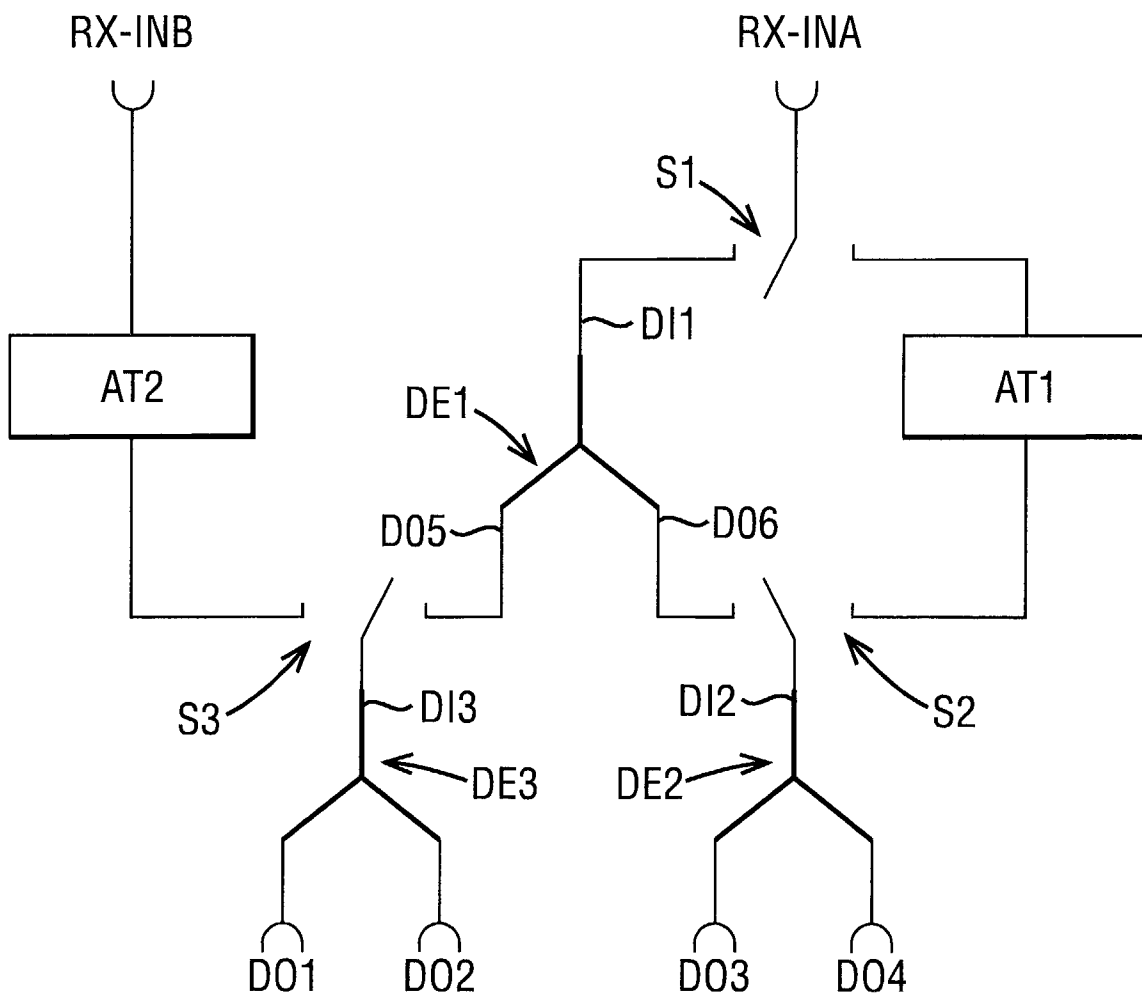 RX-INB
RX-INA
S1
DI1
AT2
AT1
DE1
D05
D06
S3
DI3
DI2
S2
DE3
DE2
DO1
DO2
DO3
DO4